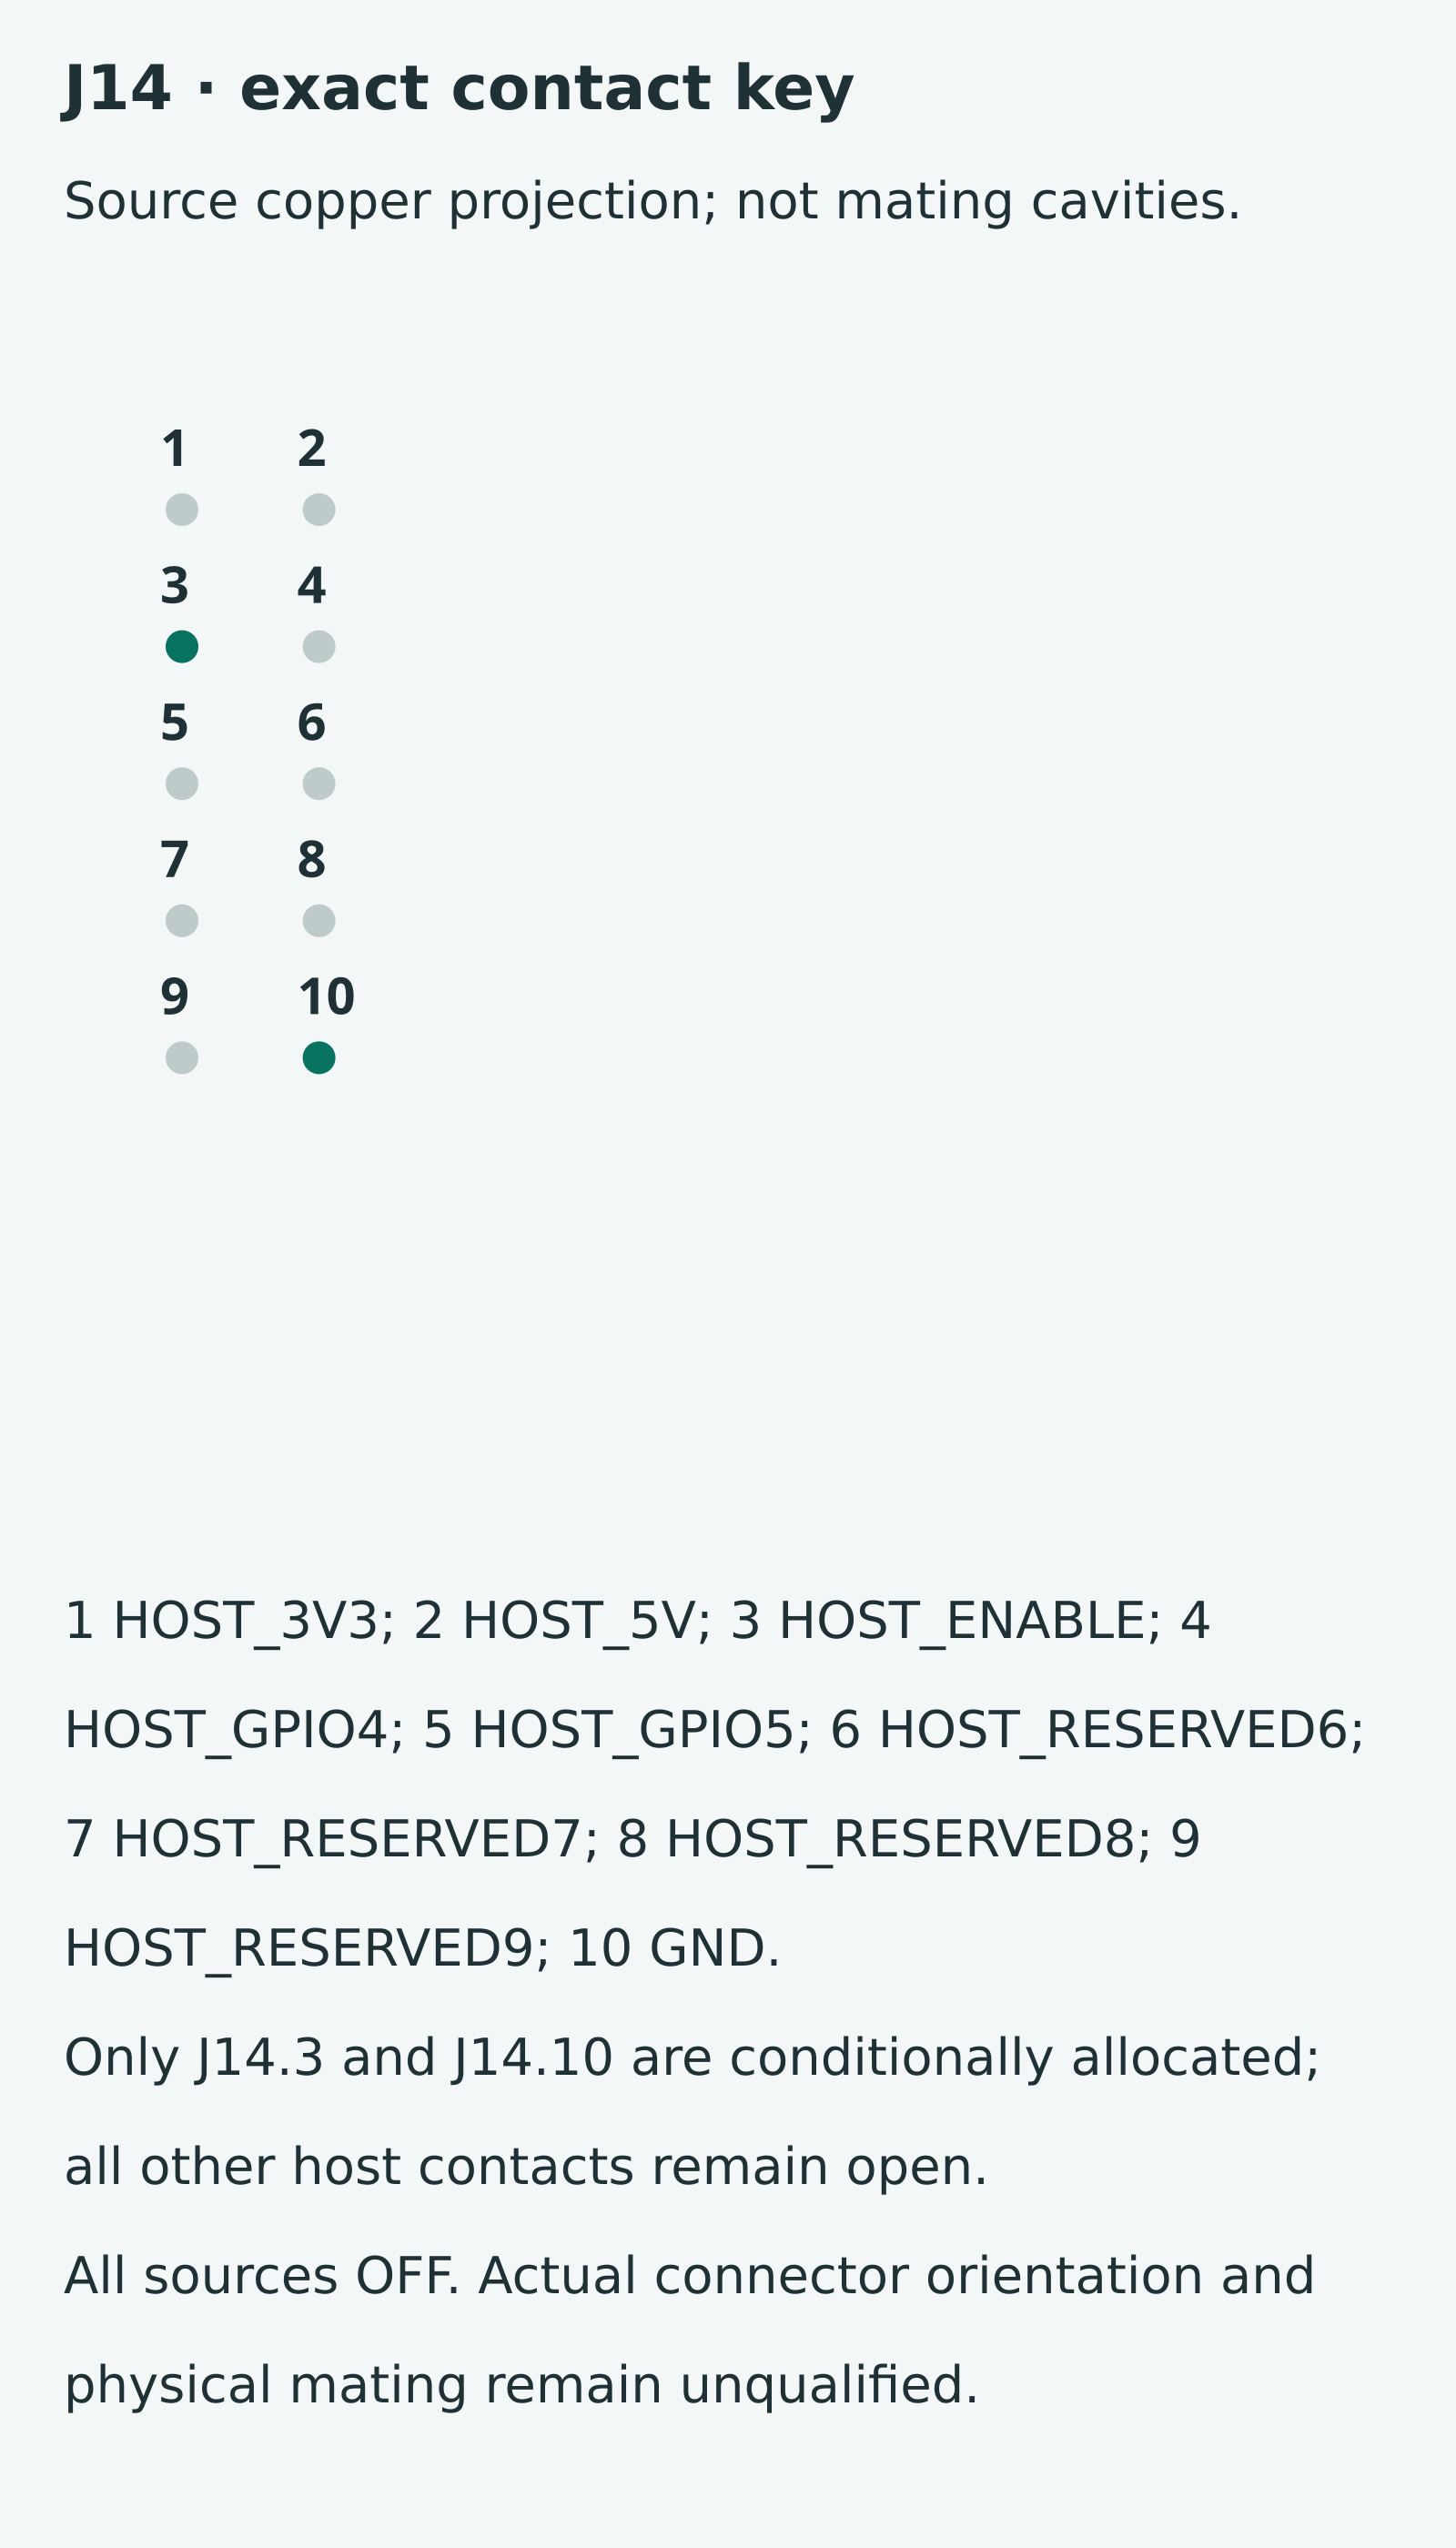 J14 · exact contact key
Source copper projection; not mating cavities.
1 2
3 4
5 6
7 8
9 10
1 HOST_3V3; 2 HOST_5V; 3 HOST_ENABLE; 4
HOST_GPIO4; 5 HOST_GPIO5; 6 HOST_RESERVED6;
7 HOST_RESERVED7; 8 HOST_RESERVED8; 9
HOST_RESERVED9; 10 GND.
Only J14.3 and J14.10 are conditionally allocated;
all other host contacts remain open.
All sources OFF. Actual connector orientation and
physical mating remain unqualified.